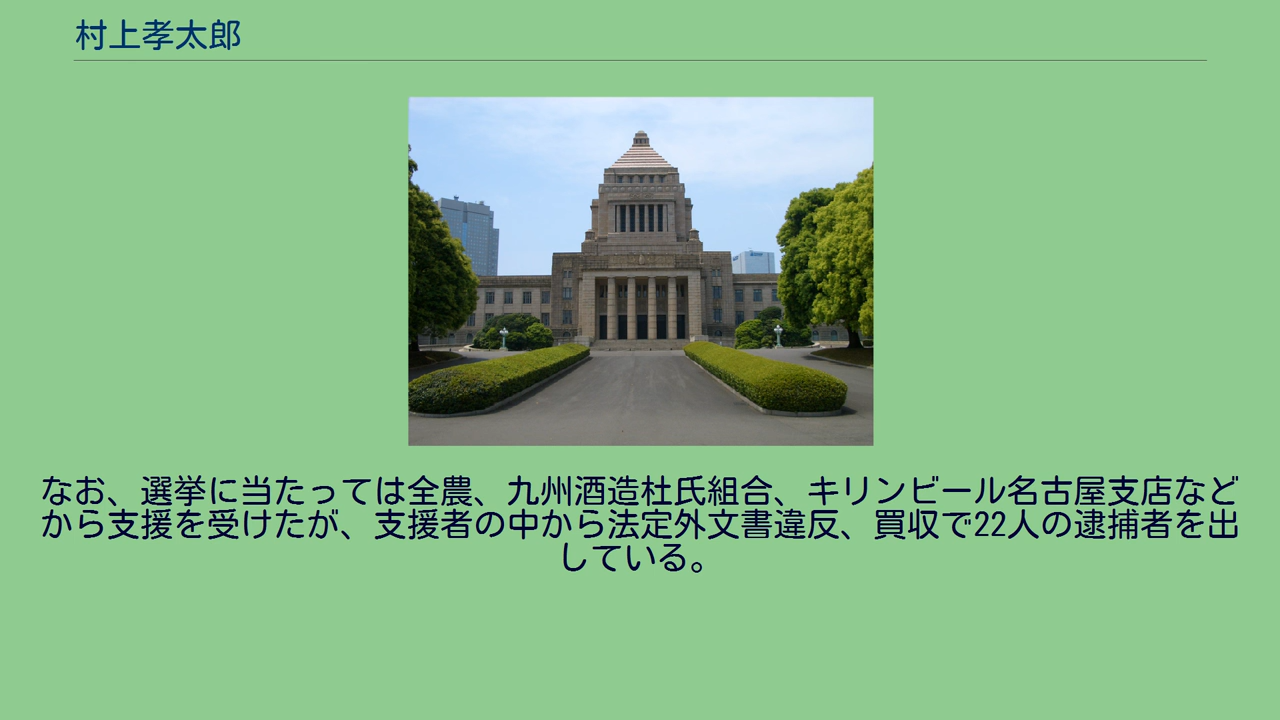 村上孝太郎
なお、選挙に当たっては全農、九州酒造杜氏組合、キリンビール名古屋支店など
から支援を受けたが、支援者の中から法定外文書違反、買収で22人の逮捕者を出
している。